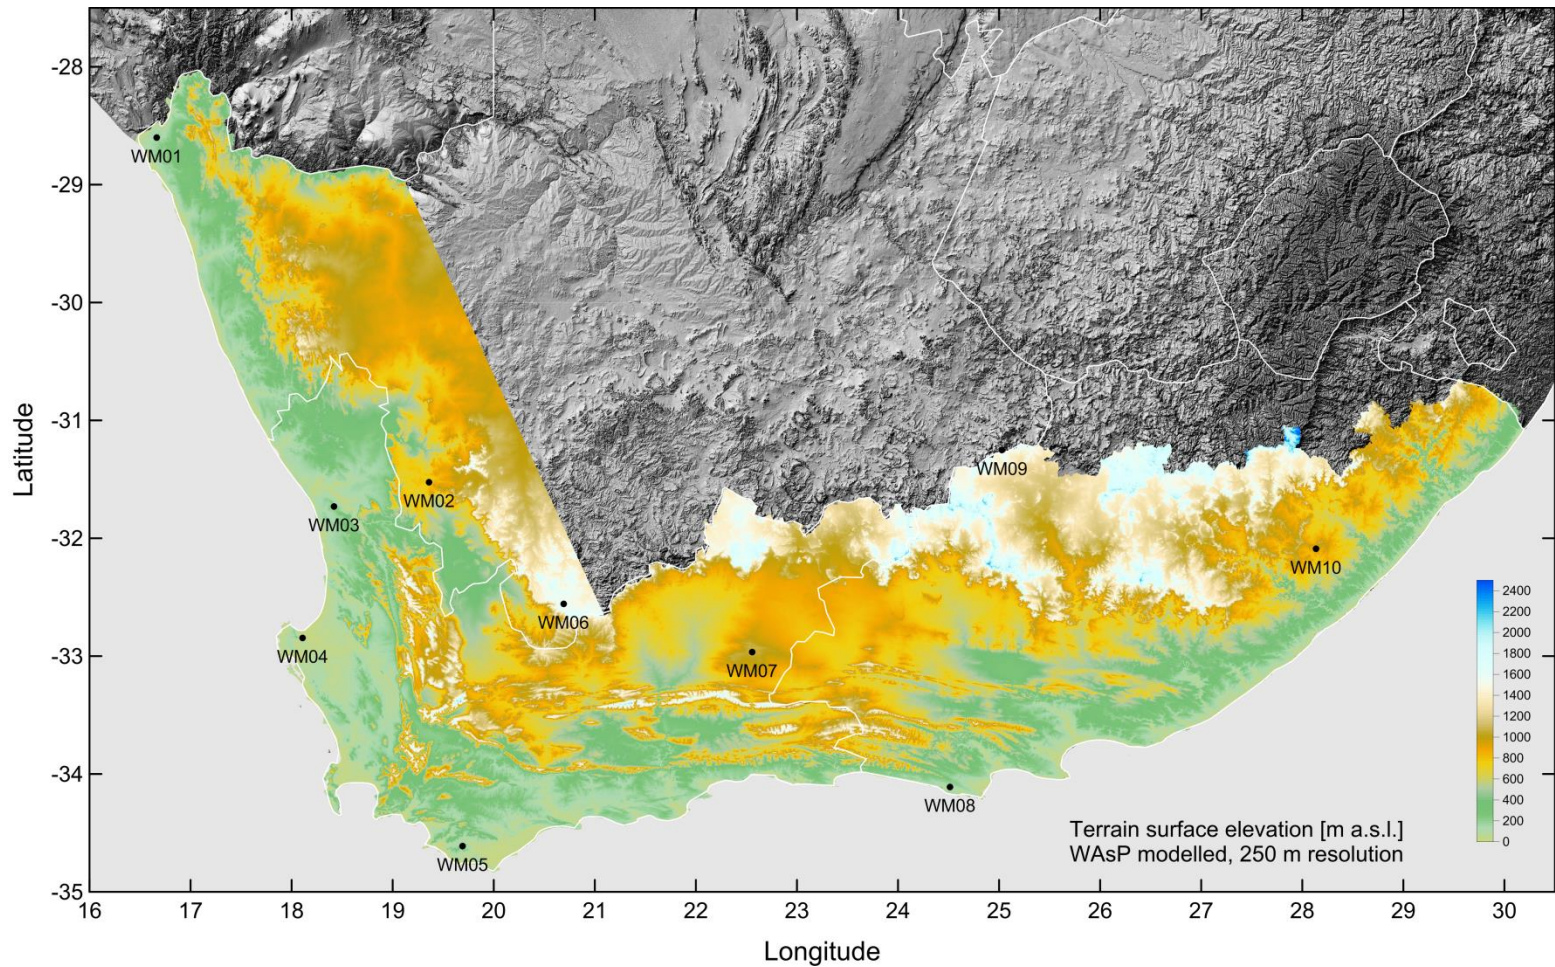 -28
-29
-30
-31
-32
-33
-34
-35
Latitude
WM01
WM02
WM03
WM09
WM10
WM06
WM04
WM07
WM08
WM05
2400
2200
2000
1800
1600
1400
1200
1000
800
600
400
200
0
Terrain surface elevation [m a.s.l.]
WAsP modelled, 250 m resolution
16 17 18 19 20 21 22 23 24 25 26 27 28 29 30
Longitude